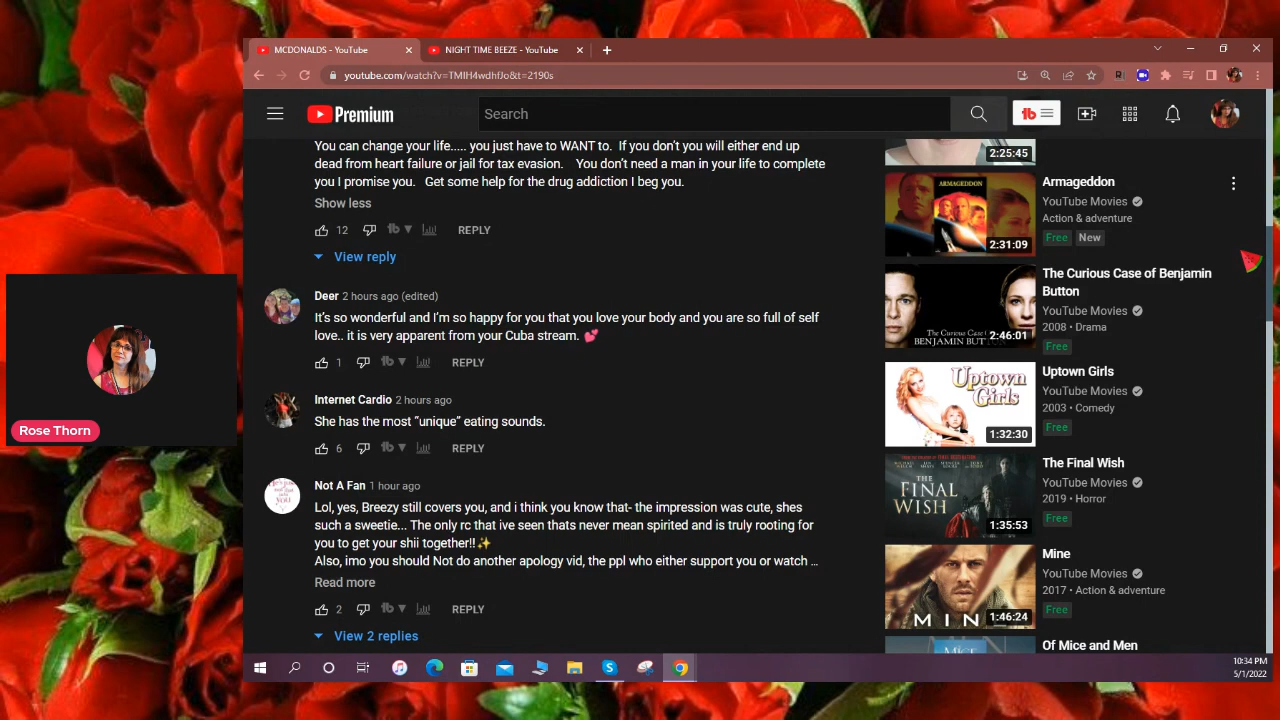 MCDONALDS - YouTube
NIGHT TIME BEEZE - YouTube
youtube.com/watch?v=TMIH4wdhfJo&t=2190s
Premium
Search
You can change your life..... you just have to WANT to. If you don't you will either end up
dead from heart failure or jail for tax evasion. You don't need a man in your life to complete
you I promise you. Get some help for the drug addiction I beg you.
Show less
12
REPLY
View reply
Deer 2 hours ago (edited)
It's so wonderful and I'm so happy for you that you love your body and you are so full of self
love.. it is very apparent from your Cuba stream. 💕
1
REPLY
Internet Cardio 2 hours ago
She has the most “unique” eating sounds.
6
REPLY
Not A Fan 1 hour ago
Lol, yes, Breezy still covers you, and i think you know that- the impression was cute, shes
such a sweetie... The only rc that ive seen thats never mean spirited and is truly rooting for
you to get your shii together!!✨
Also, imo you should Not do another apology vid, the ppl who either support you or watch ...
Read more
2
REPLY
View 2 replies
2:25:45
ARMAGEDDON
2:31:09
Armageddon
YouTube Movies
Action & adventure
Free New
The Curious Case of
BENJAMIN BUT
2:46:01
The Curious Case of Benjamin
Button
YouTube Movies
2008 • Drama
Free
Uptown
Girls
1:32:30
Uptown Girls
YouTube Movies
2003 • Comedy
Free
THE
FINAL
WISH
1:35:53
The Final Wish
YouTube Movies
2019 • Horror
Free
MINE
1:46:24
Mine
YouTube Movies
2017 • Action & adventure
Free
Of Mice and Men
Rose Thorn
10:34 PM
5/1/2022